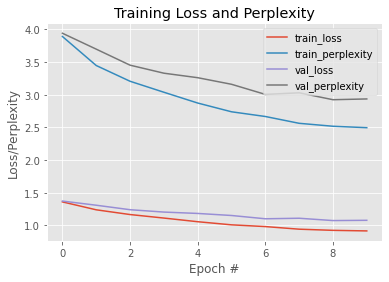 Training Loss and Perplexity
train_loss
train_perplexity
val_loss
val_perplexity
4.0
3.5
3.0
2.5
2.0
1.5
1.0
Loss/Perplexity
0 2 4 6 8
Epoch #